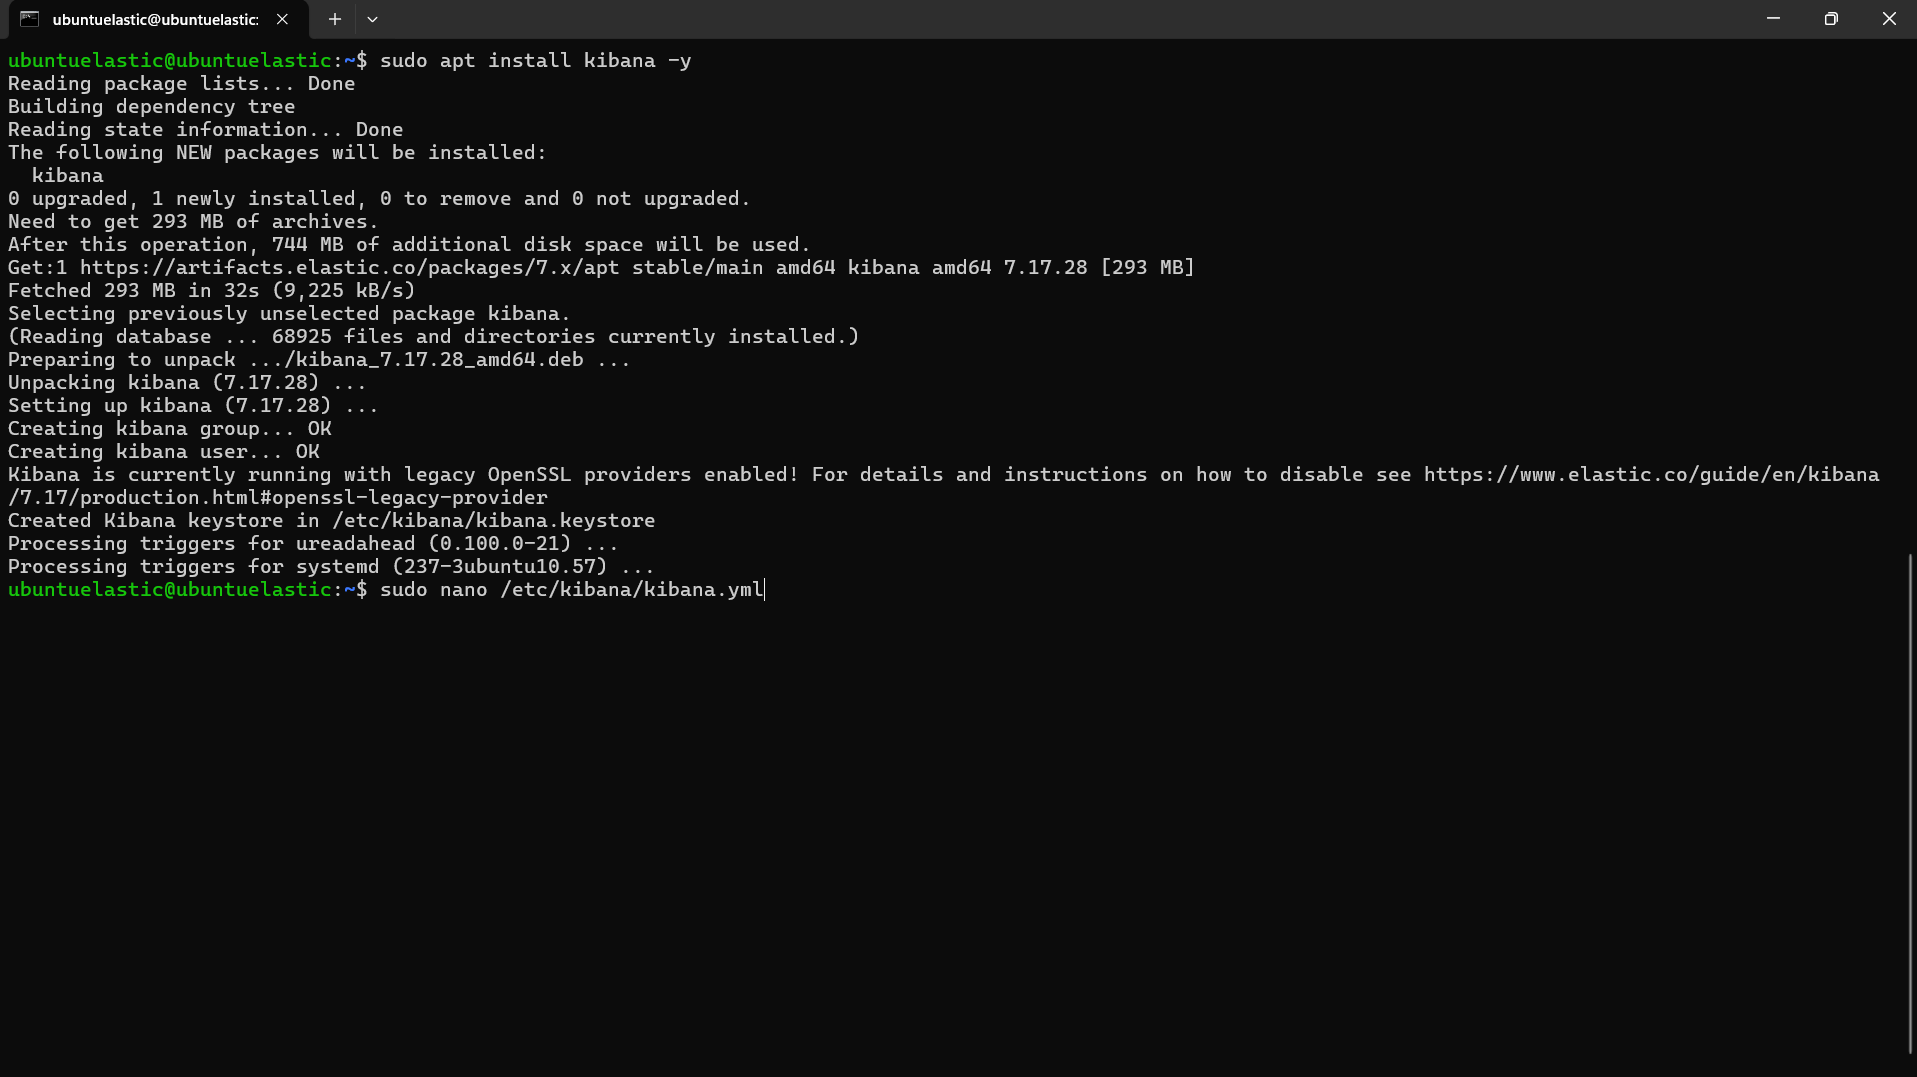 ubuntuelastic@ubuntuelastic:
ubuntuelastic@ubuntuelastic:~$ sudo apt install kibana -y
Reading package lists... Done
Building dependency tree
Reading state information... Done
The following NEW packages will be installed:
  kibana
0 upgraded, 1 newly installed, 0 to remove and 0 not upgraded.
Need to get 293 MB of archives.
After this operation, 744 MB of additional disk space will be used.
Get:1 https://artifacts.elastic.co/packages/7.x/apt stable/main amd64 kibana amd64 7.17.28 [293 MB]
Fetched 293 MB in 32s (9,225 kB/s)
Selecting previously unselected package kibana.
(Reading database ... 68925 files and directories currently installed.)
Preparing to unpack .../kibana_7.17.28_amd64.deb ...
Unpacking kibana (7.17.28) ...
Setting up kibana (7.17.28) ...
Creating kibana group... OK
Creating kibana user... OK
Kibana is currently running with legacy OpenSSL providers enabled! For details and instructions on how to disable see https://www.elastic.co/guide/en/kibana
/7.17/production.html#openssl-legacy-provider
Created Kibana keystore in /etc/kibana/kibana.keystore
Processing triggers for ureadahead (0.100.0-21) ...
Processing triggers for systemd (237-3ubuntu10.57) ...
ubuntuelastic@ubuntuelastic:~$ sudo nano /etc/kibana/kibana.yml